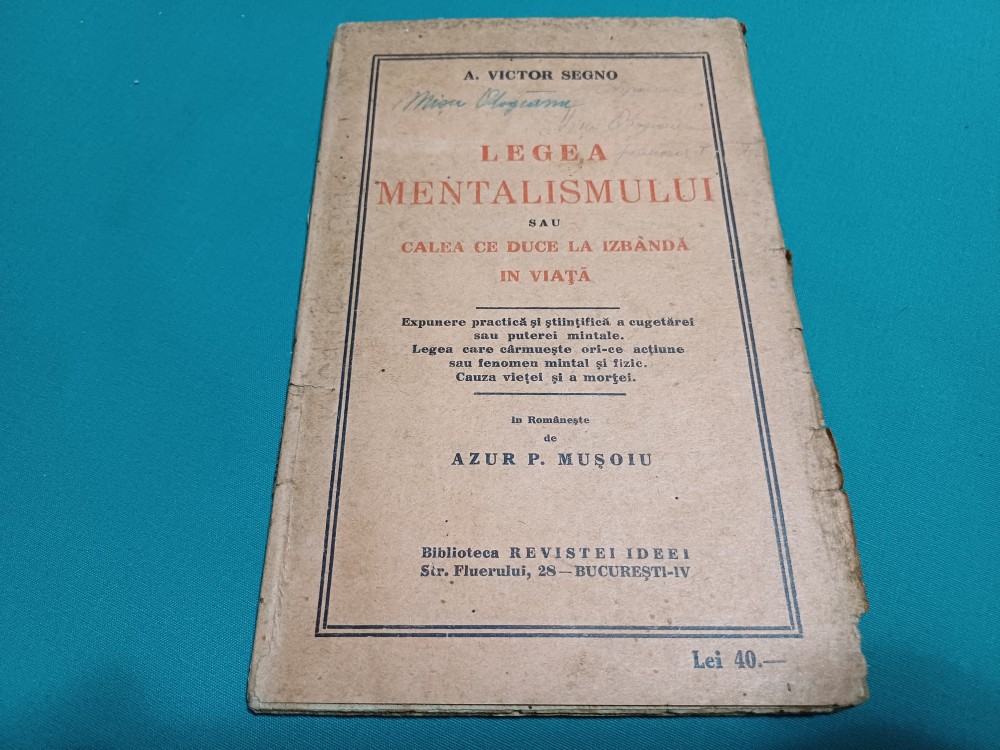 A. VICTOR SEGNO
Mișu
LEGEA
MENTALISMULUI
SAU
CALEA CE DUCE LA IZBÂNDĂ
IN VIAȚĂ
Expunere practică și științifică a cugetărei
sau puterei mintale.
Legea care cârmuește ori-ce acțiune
sau fenomen mintal și fizic.
Cauza vieței și a morței.
în Românește
de
AZUR P. MUȘOIU
Biblioteca REVISTEI IDEEI
Str. Fluerului, 28—BUCUREȘTI-IV
Lei 40.—